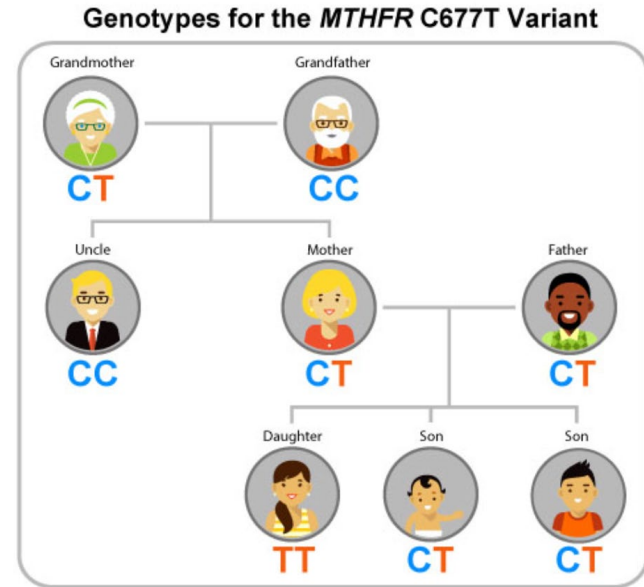 Genotypes for the MTHFR C677T Variant
Grandmother
Grandfather
CT
CC
Uncle
Mother
Father
CC
CT
CT
Daughter
Son
Son
TT
CT
CT